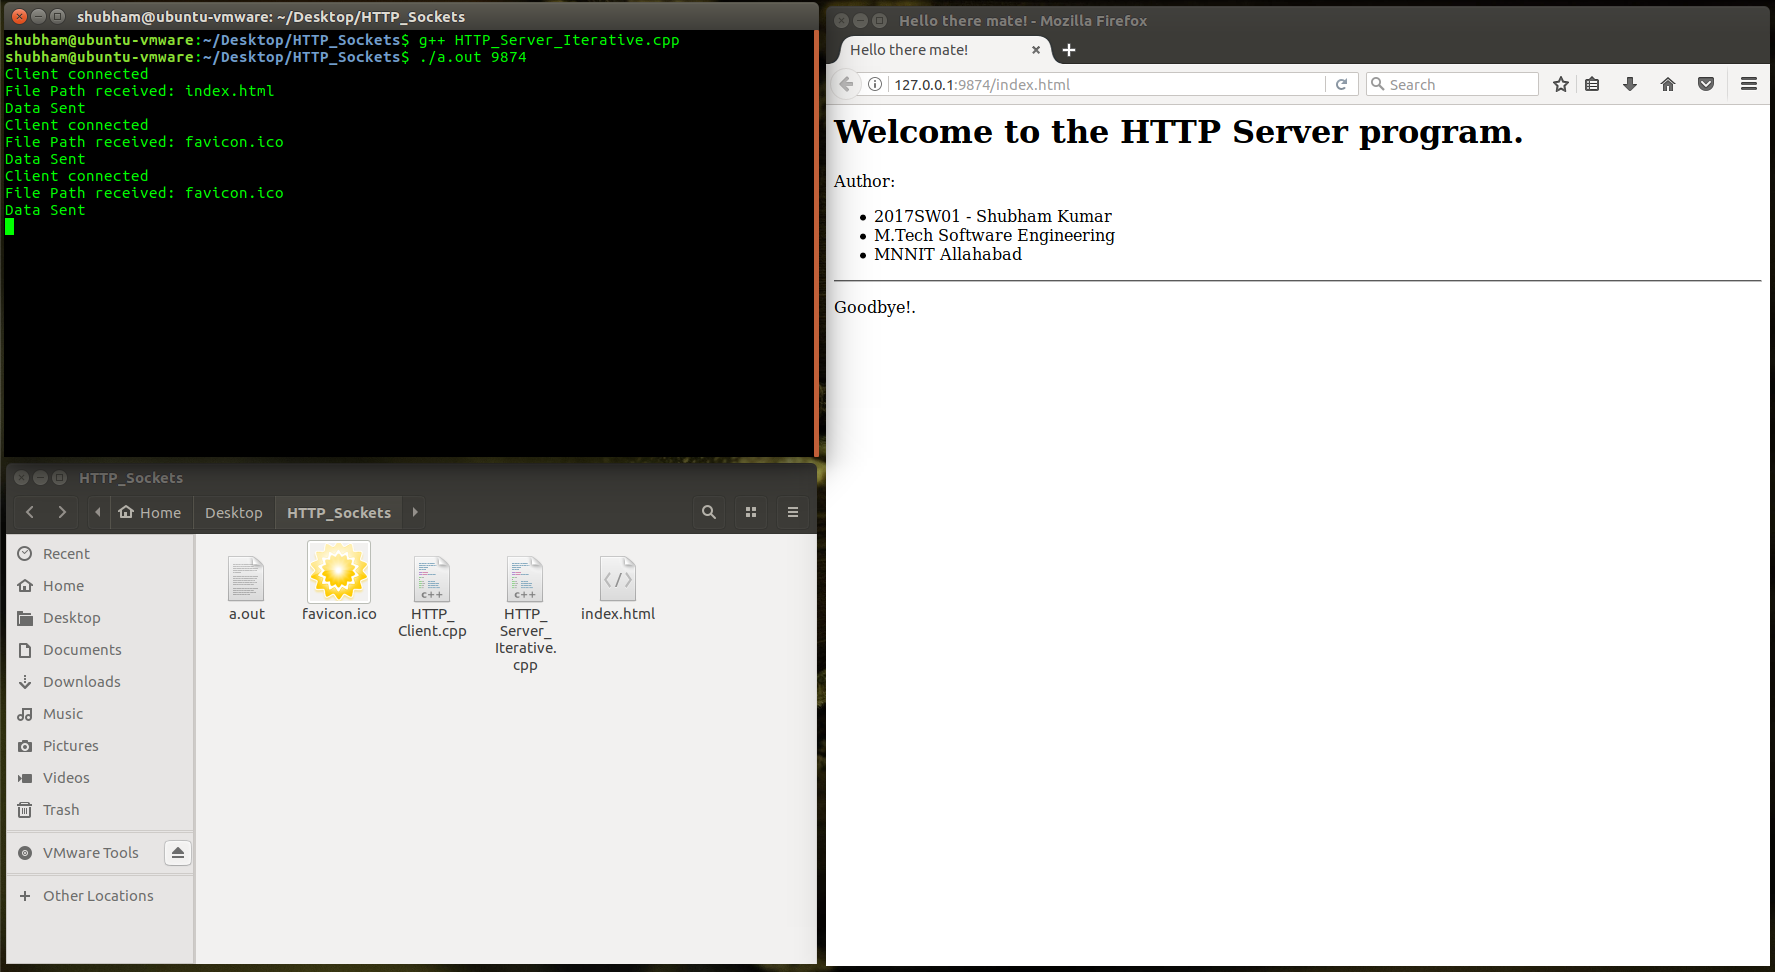 shubham@ubuntu-vmware: ~/Desktop/HTTP_Sockets
shubham@ubuntu-vmware:~/Desktop/HTTP_Sockets$ g++ HTTP_Server_Iterative.cpp
shubham@ubuntu-vmware:~/Desktop/HTTP_Sockets$ ./a.out 9874
Client connected
File Path received: index.html
Data Sent
Client connected
File Path received: favicon.ico
Data Sent
Client connected
File Path received: favicon.ico
Data Sent
HTTP_Sockets
Home Desktop HTTP_Sockets
Recent
Home
Desktop
Documents
Downloads
Music
Pictures
Videos
Trash
VMware Tools
Other Locations
a.out
favicon.ico
HTTP_
Client.cpp
HTTP_
Server_
Iterative.
cpp
index.html
Hello there mate! - Mozilla Firefox
Hello there mate!
127.0.0.1:9874/index.html
Search
Welcome to the HTTP Server program.
Author:
2017SW01 - Shubham Kumar
M.Tech Software Engineering
MNNIT Allahabad
Goodbye!.